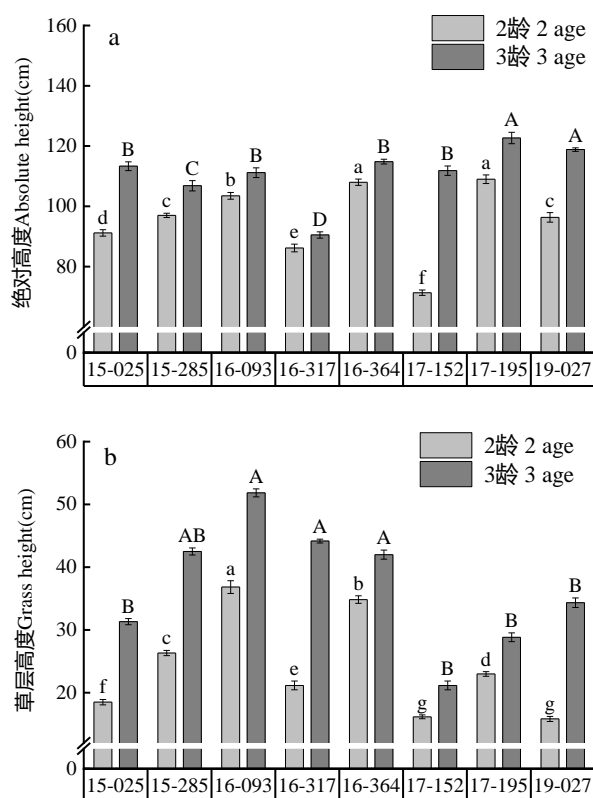 160
a
2龄 2 age
3龄 3 age
140
120
100
80
0
绝对高度Absolute height(cm)
d B c C b B e D a B f B a A c A
15-025 15-285 16-093 16-317 16-364 17-152 17-195 19-027
60
b
2龄 2 age
3龄 3 age
50
40
30
20
0
草层高度Grass height(cm)
f B c AB a A e A b A g B d B g B
15-025 15-285 16-093 16-317 16-364 17-152 17-195 19-027